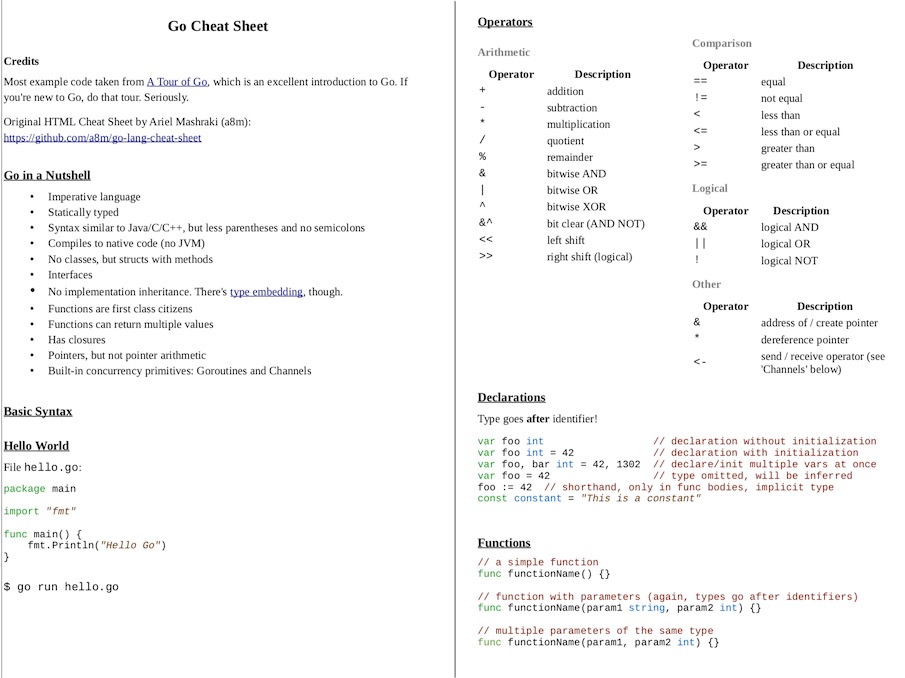 Go Cheat Sheet
Credits
Most example code taken from A Tour of Go, which is an excellent introduction to Go. If
you're new to Go, do that tour. Seriously.
Original HTML Cheat Sheet by Ariel Mashraki (a8m):
https://github.com/a8m/go-lang-cheat-sheet
Go in a Nutshell
• Imperative language
• Statically typed
• Syntax similar to Java/C/C++, but less parentheses and no semicolons
• Compiles to native code (no JVM)
• No classes, but structs with methods
• Interfaces
• No implementation inheritance. There's type embedding, though.
• Functions are first class citizens
• Functions can return multiple values
• Has closures
• Pointers, but not pointer arithmetic
• Built-in concurrency primitives: Goroutines and Channels
Basic Syntax
Hello World
File hello.go:
package main
import "fmt"
func main() {
    fmt.Println("Hello Go")
}
$ go run hello.go
Operators
Arithmetic
Operator Description
+ addition
- subtraction
* multiplication
/ quotient
% remainder
& bitwise AND
| bitwise OR
^ bitwise XOR
&^ bit clear (AND NOT)
<< left shift
>> right shift (logical)
Comparison
Operator Description
== equal
!= not equal
< less than
<= less than or equal
> greater than
>= greater than or equal
Logical
Operator Description
&& logical AND
|| logical OR
! logical NOT
Other
Operator Description
& address of / create pointer
* dereference pointer
<- send / receive operator (see
'Channels' below)
Declarations
Type goes after identifier!
var foo int // declaration without initialization
var foo int = 42 // declaration with initialization
var foo, bar int = 42, 1302 // declare/init multiple vars at once
var foo = 42 // type omitted, will be inferred
foo := 42 // shorthand, only in func bodies, implicit type
const constant = "This is a constant"
Functions
// a simple function
func functionName() {}
// function with parameters (again, types go after identifiers)
func functionName(param1 string, param2 int) {}
// multiple parameters of the same type
func functionName(param1, param2 int) {}